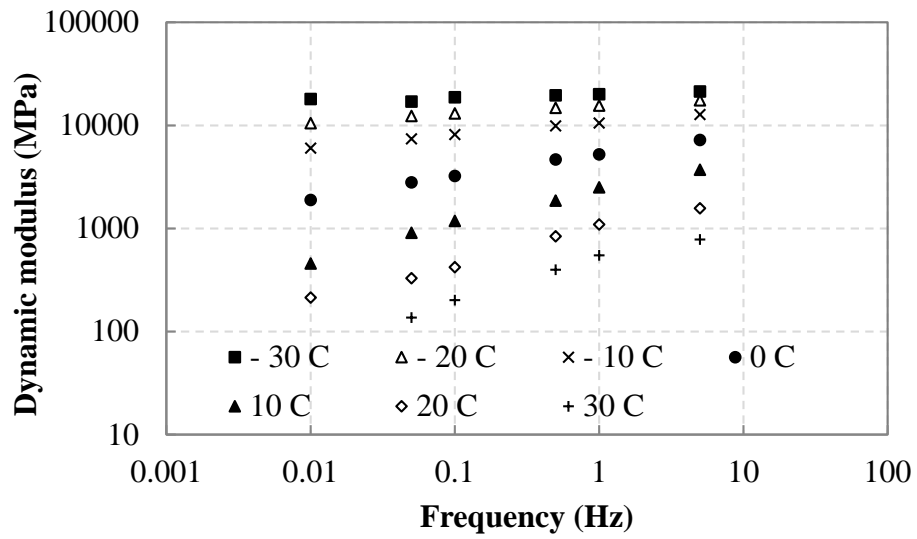 100000
10000
1000
100
10
Dynamic modulus (MPa)
- 30 C - 20 C - 10 C 0 C
10 C 20 C 30 C
0.001 0.01 0.1 1 10 100
Frequency (Hz)